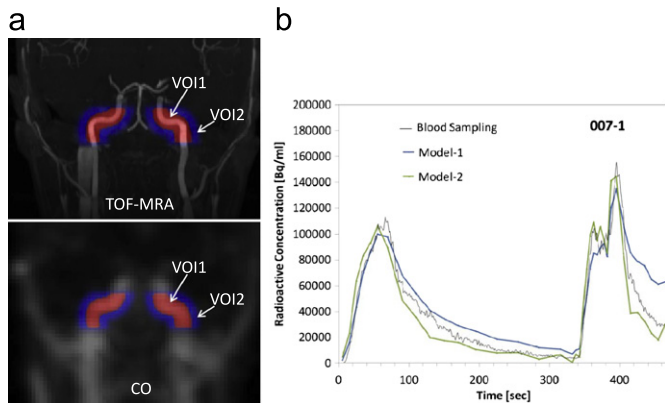 a
VOI1
VOI2
TOF-MRA
VOI1
VOI2
CO
b
200000
180000
160000
140000
120000
100000
80000
60000
40000
20000
0
Radioactive Concentration [Bq/ml]
Blood Sampling
Model-1
Model-2
007-1
0
100
200
300
400
Time [sec]